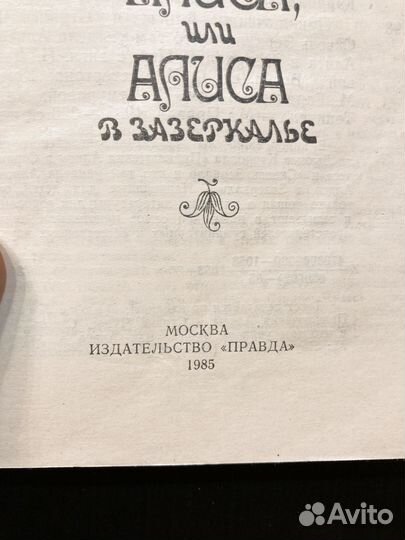 или
АЛИСА
В ЗАЗЕРКАЛЬЕ
МОСКВА
ИЗДАТЕЛЬСТВО «ПРАВДА»
1985
Avito